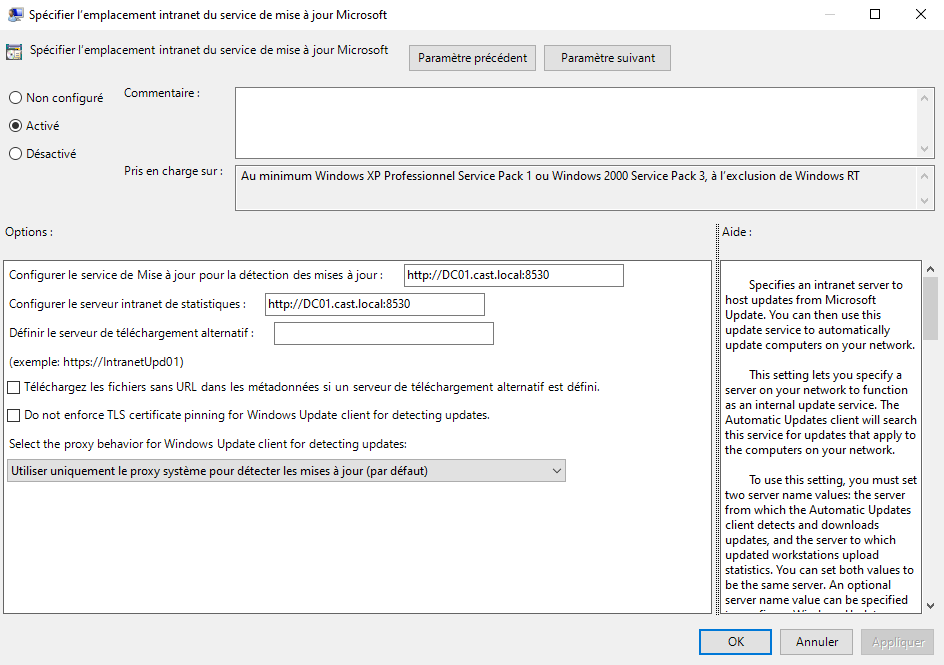 Spécifier l'emplacement intranet du service de mise à jour Microsoft
Spécifier l'emplacement intranet du service de mise à jour Microsoft
Paramètre précédent
Paramètre suivant
Non configuré
Commentaire :
Activé
Désactivé
Pris en charge sur :
Au minimum Windows XP Professionnel Service Pack 1 ou Windows 2000 Service Pack 3, à l'exclusion de Windows RT
Options :
Configurer le service de Mise à jour pour la détection des mises à jour :
http://DC01.cast.local:8530
Configurer le serveur intranet de statistiques :
http://DC01.cast.local:8530
Définir le serveur de téléchargement alternatif :
(exemple: https://IntranetUpd01)
Téléchargez les fichiers sans URL dans les métadonnées si un serveur de téléchargement alternatif est défini.
Do not enforce TLS certificate pinning for Windows Update client for detecting updates.
Select the proxy behavior for Windows Update client for detecting updates:
Utiliser uniquement le proxy système pour détecter les mises à jour (par défaut)
Aide :
Specifies an intranet server to
host updates from Microsoft
Update. You can then use this
update service to automatically
update computers on your network.
This setting lets you specify a
server on your network to function
as an internal update service. The
Automatic Updates client will search
this service for updates that apply to
the computers on your network.
To use this setting, you must set
two server name values: the server
from which the Automatic Updates
client detects and downloads
updates, and the server to which
updated workstations upload
statistics. You can set both values to
be the same server. An optional
server name value can be specified
OK
Annuler
Appliquer